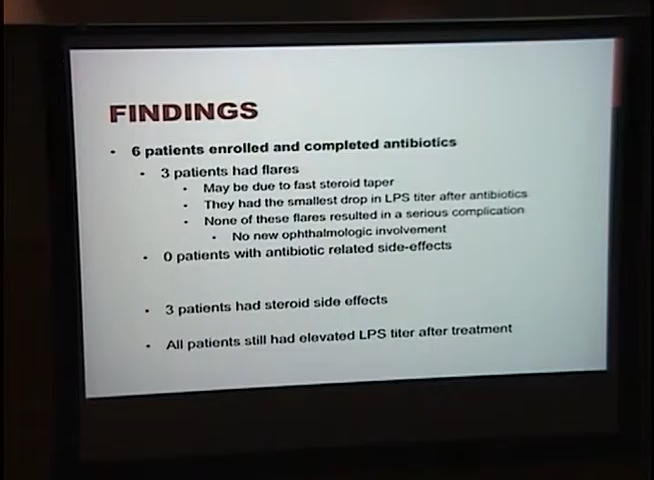 FINDINGS
• 6 patients enrolled and completed antibiotics
• 3 patients had flares
• May be due to fast steroid taper
• They had the smallest drop in LPS titer after antibiotics
• None of these flares resulted in a serious complication
• No new ophthalmologic involvement
• 0 patients with antibiotic related side-effects
• 3 patients had steroid side effects
• All patients still had elevated LPS titer after treatment